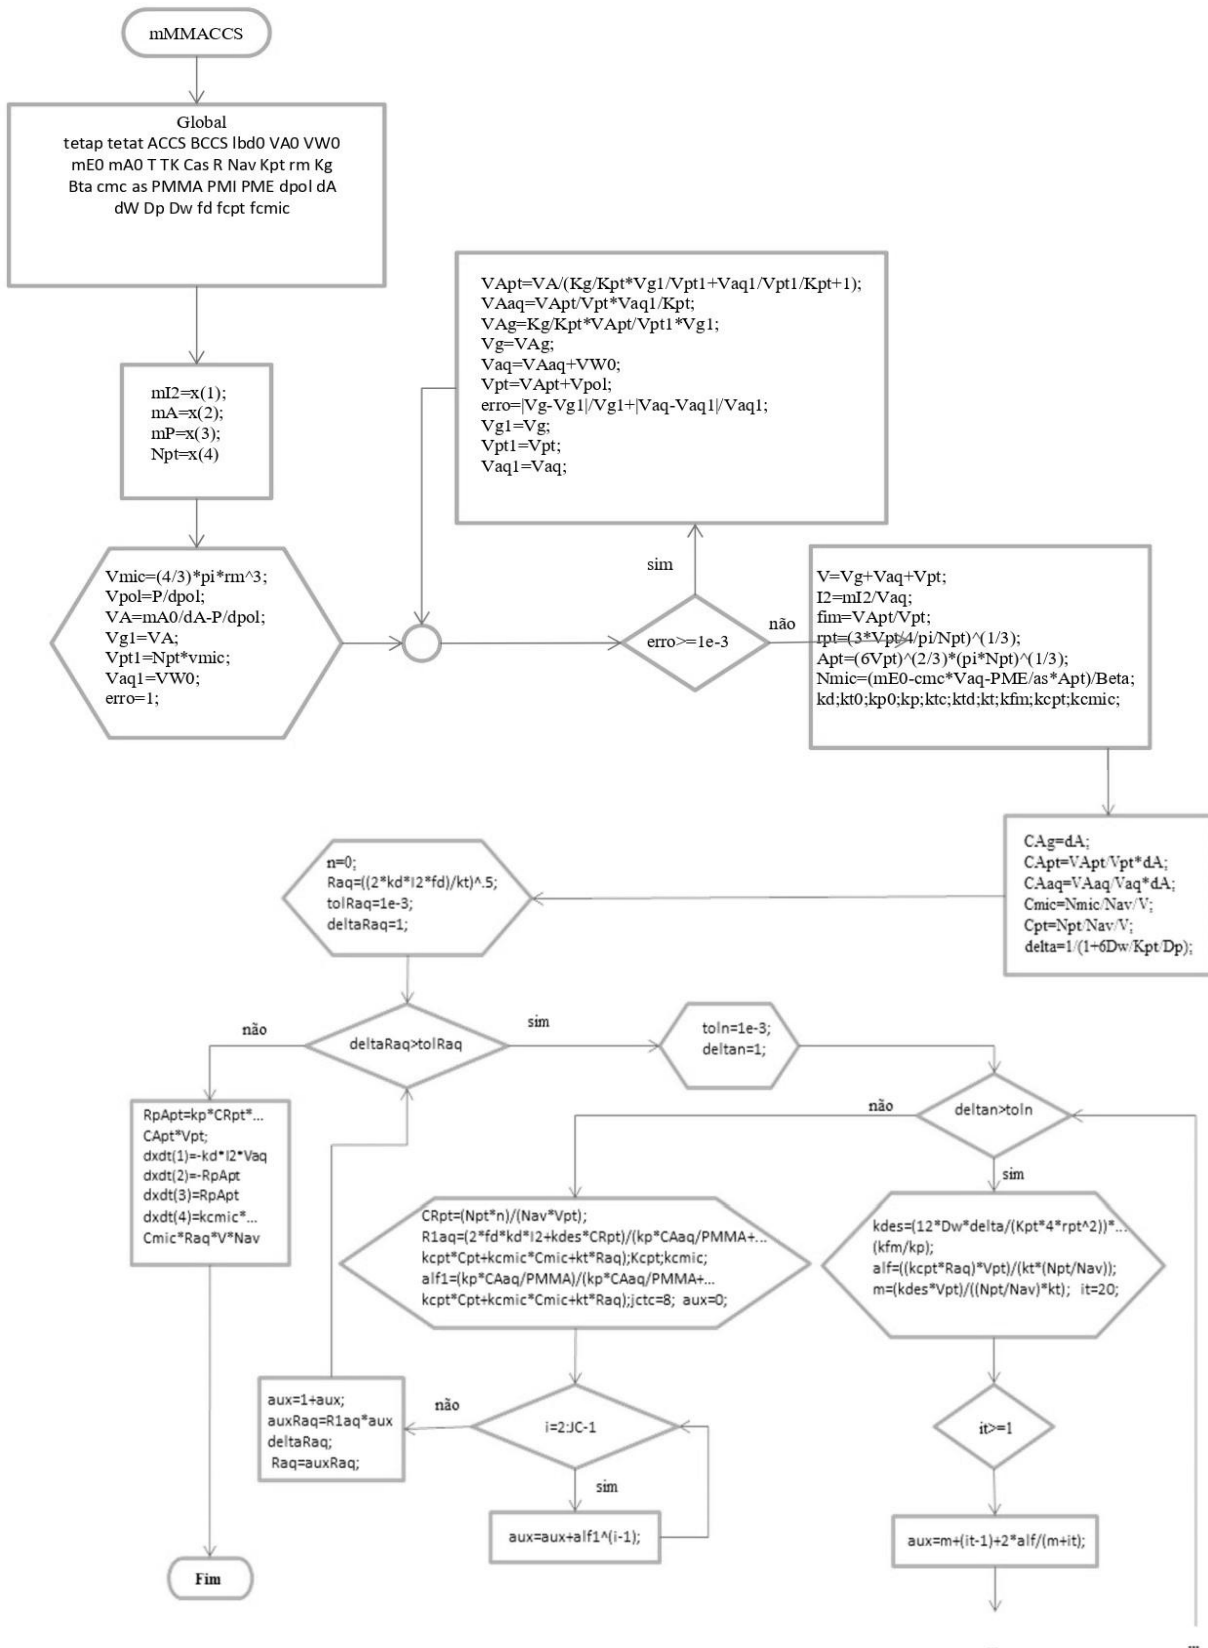 mMMACCS
Global
tetap tetat ACCS BCCS lbd0 VA0 VW0
mE0 mA0 T TK Cas R Nav Kpt rm Kg
Bta cmc as PMMA PMI PME dpol dA
dW Dp Dw fd fcpt fcmic
mI2=x(1);
mA=x(2);
mP=x(3);
Npt=x(4)
Vmic=(4/3)*pi*rm^3;
Vpol=P/dpol;
VA=mA0/dA-P/dpol;
Vg1=VA;
Vpt1=Npt*vmic;
Vaq1=VW0;
erro=1;
VApt=VA/(Kg/Kpt*Vg1/Vpt1+Vaq1/Vpt1/Kpt+1);
VAaq=VApt/Vpt*Vaq1/Kpt;
VAg=Kg/Kpt*VApt/Vpt1*Vg1;
Vg=VAg;
Vaq=VAaq+VW0;
Vpt=VApt+Vpol;
erro=|Vg-Vg1|/Vg1+|Vaq-Vaq1|/Vaq1;
Vg1=Vg;
Vpt1=Vpt;
Vaq1=Vaq;
sim
erro>=1e-3
não
V=Vg+Vaq+Vpt;
I2=mI2/Vaq;
fim=VApt/Vpt;
rpt=(3*Vpt/4/pi/Npt)^(1/3);
Apt=(6Vpt)^(2/3)*(pi*Npt)^(1/3);
Nmic=(mE0-cmc*Vaq-PME/as*Apt)/Beta;
kd;kt0;kp0;kp;ktc;ktd;kt;kfm;kcpt;kcmic;
CAg=dA;
CApt=VApt/Vpt*dA;
CAaq=VAaq/Vaq*dA;
Cmic=Nmic/Nav/V;
Cpt=Npt/Nav/V;
delta=1/(1+6Dw/Kpt/Dp);
n=0;
Raq=((2*kd*I2*fd)/kt)^.5;
tolRaq=1e-3;
deltaRaq=1;
deltaRaq>tolRaq
não
sim
RpApt=kp*CRpt*...
CApt*Vpt;
dxdt(1)=-kd*I2*Vaq
dxdt(2)=-RpApt
dxdt(3)=RpApt
dxdt(4)=kcmic*...
Cmic*Raq*V*Nav
Fim
toln=1e-3;
deltan=1;
deltan>toln
não
sim
CRpt=(Npt*n)/(Nav*Vpt);
R1aq=(2*fd*kd*I2+kdes*CRpt)/(kp*CAaq/PMMA+...
kcpt*Cpt+kcmic*Cmic+kt*Raq);Kcpt;kcmic;
alf1=(kp*CAaq/PMMA)/(kp*CAaq/PMMA+...
kcpt*Cpt+kcmic*Cmic+kt*Raq);jctc=8; aux=0;
i=2:JC-1
não
sim
aux=1+aux;
auxRaq=R1aq*aux
deltaRaq;
Raq=auxRaq;
aux=aux+alf1^(i-1);
kdes=(12*Dw*delta/(Kpt*4*rpt^2))*...
(kfm/kp);
alf=((kcpt*Raq)*Vpt)/(kt*(Npt/Nav));
m=(kdes*Vpt)/((Npt/Nav)*kt); it=20;
it>=1
aux=m+(it-1)+2*alf/(m+it);